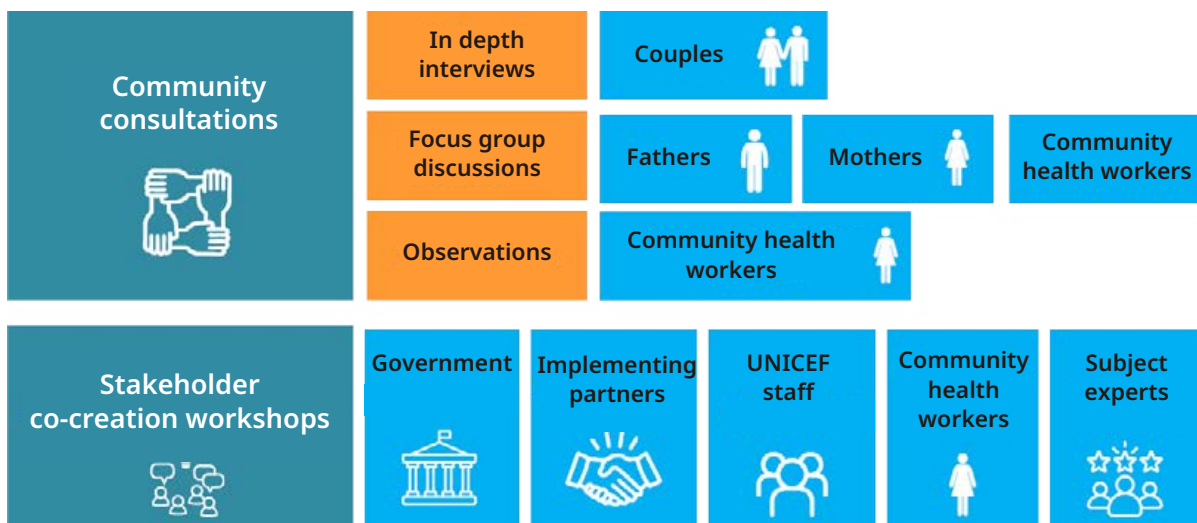 Community
consultations
In depth
interviews
Couples
Focus group
discussions
Fathers
Mothers
Community
health workers
Observations
Community health
workers
Stakeholder
co-creation workshops
Government
Implementing
partners
UNICEF
staff
Community
health
workers
Subject
experts